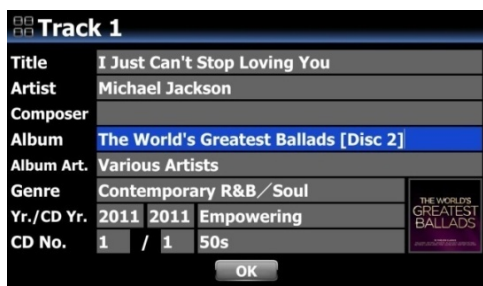 Track 1
Title I Just Can't Stop Loving You
Artist Michael Jackson
Composer
Album The World's Greatest Ballads [Disc 2]
Album Art. Various Artists
Genre Contemporary R&B／Soul
Yr./CD Yr. 2011 2011 Empowering
CD No. 1 / 1 50s
THE WORLD'S
GREATEST
BALLADS
OK